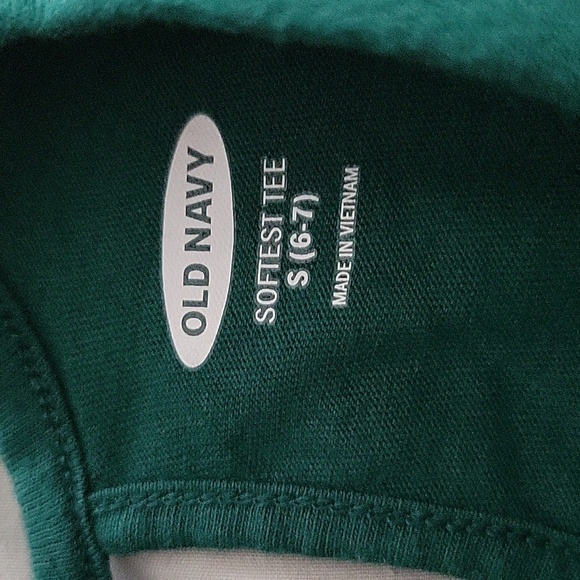 OLD NAVY
SOFTEST TEE
S (6-7)
MADE IN VIETNAM